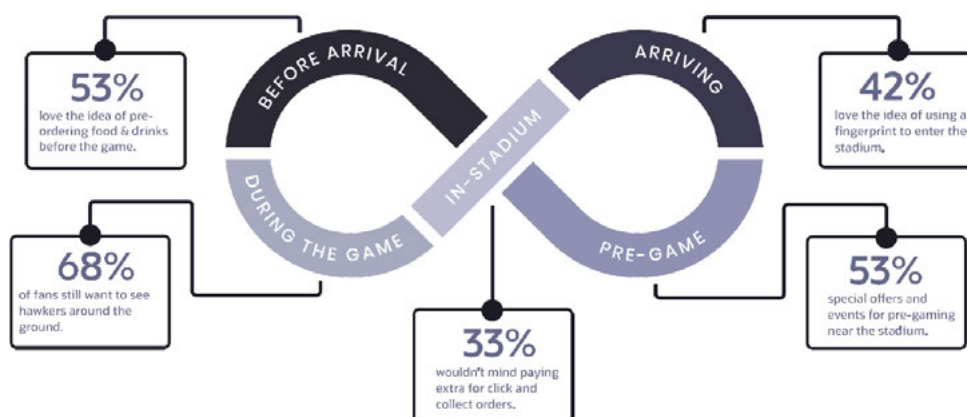 BEFORE ARRIVAL
ARRIVING
53%
love the idea of pre-
ordering food & drinks
before the game.
42%
love the idea of using a
fingerprint to enter the
stadium.
IN-STADIUM
DURING THE GAME
PRE-GAME
68%
of fans still want to see
hawkers around the
ground.
53%
special offers and
events for pre-gaming
near the stadium.
33%
wouldn't mind paying
extra for click and
collect orders.